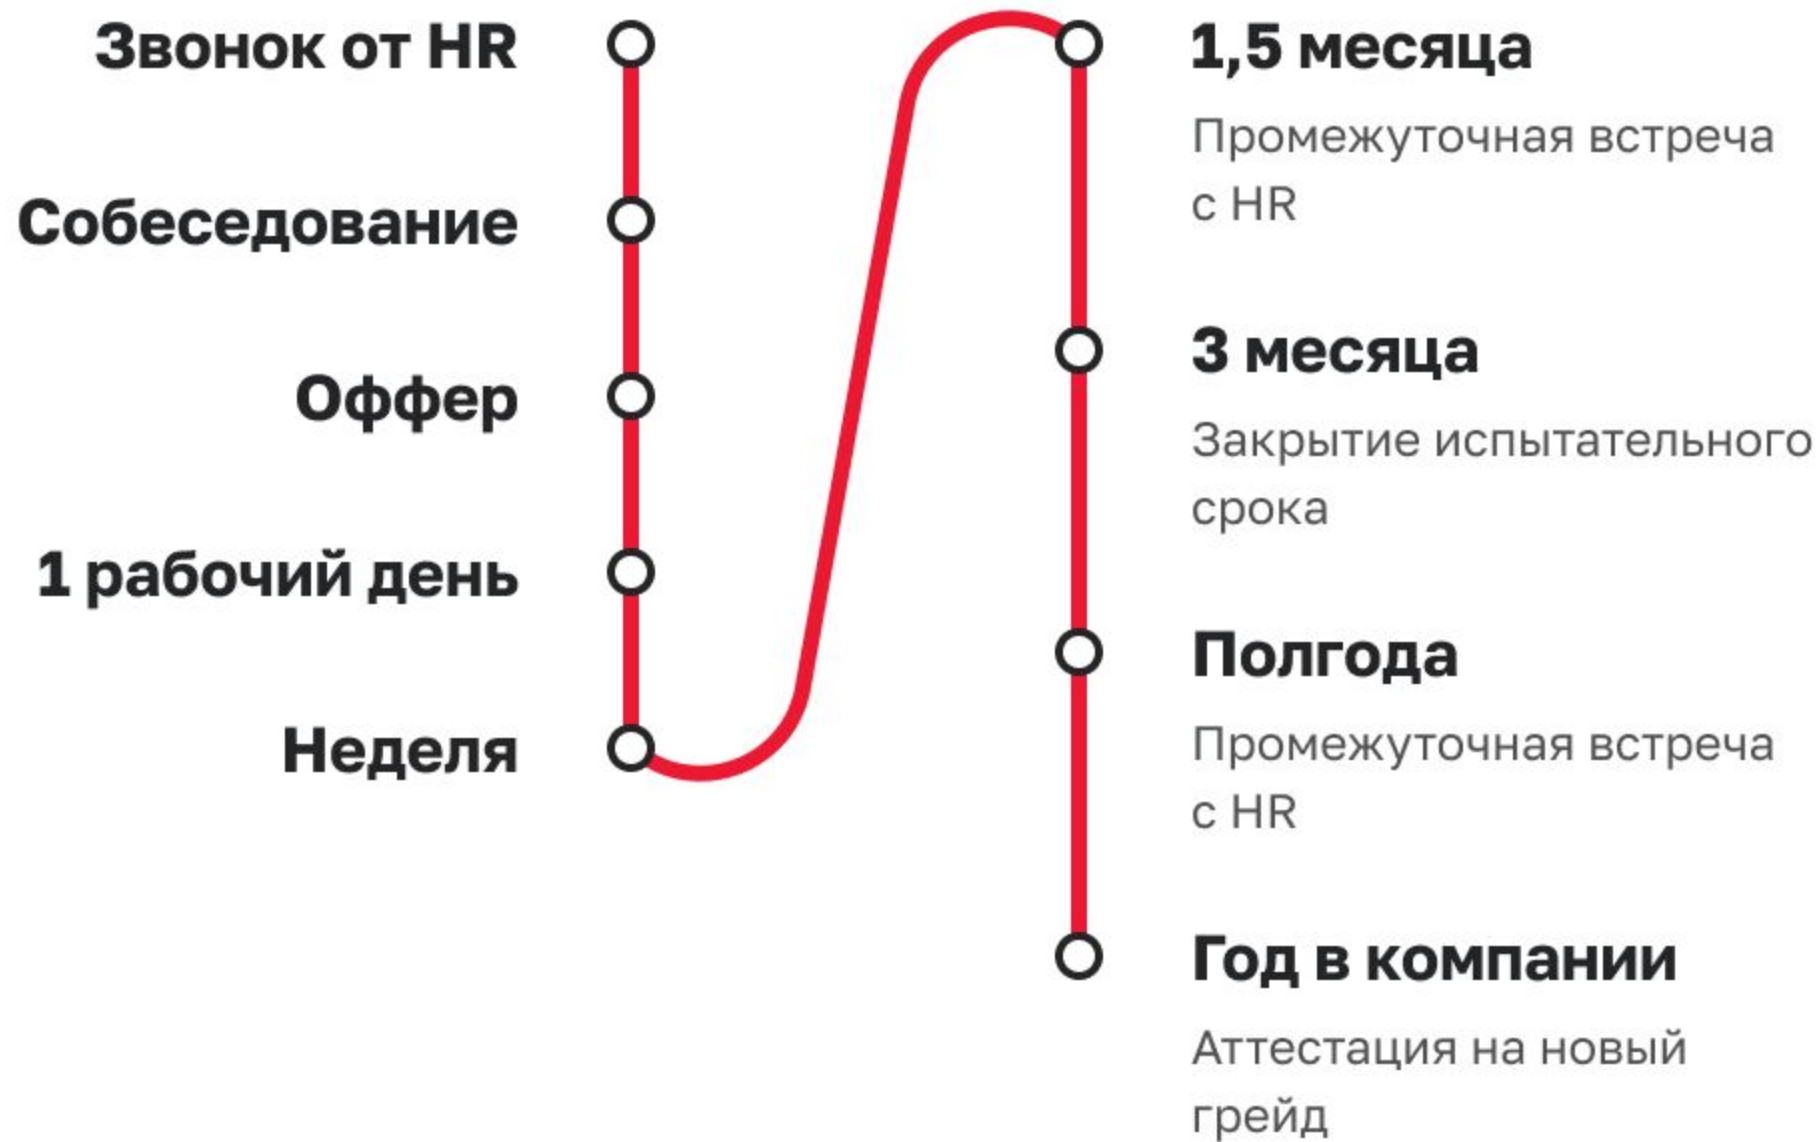 Звонок от HR
Собеседование
Оффер
1 рабочий день
Неделя
1,5 месяца
Промежуточная встреча
с HR
3 месяца
Закрытие испытательного
срока
Полгода
Промежуточная встреча
с HR
Год в компании
Аттестация на новый
грейд